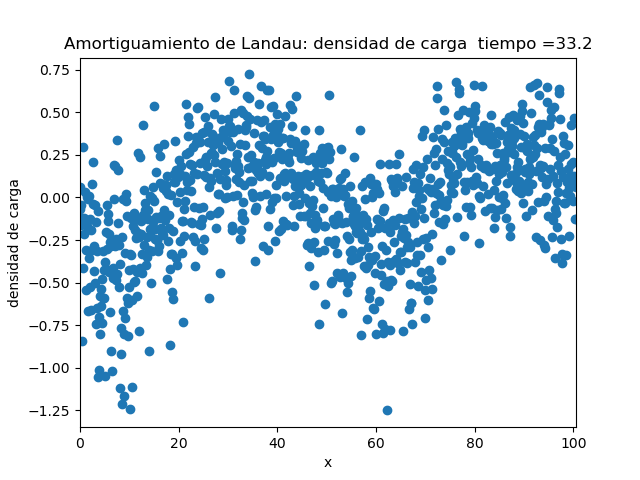 Amortiguamiento de Landau: densidad de carga  tiempo =33.2
densidad de carga
0.75
0.50
0.25
0.00
−0.25
−0.50
−0.75
−1.00
−1.25
0 20 40 60 80 100
x